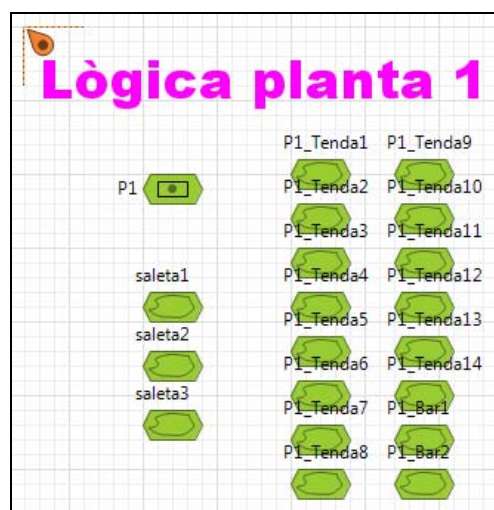 Lògica planta 1
P1
saleta1
saleta2
saleta3
P1_Tenda1
P1_Tenda2
P1_Tenda3
P1_Tenda4
P1_Tenda5
P1_Tenda6
P1_Tenda7
P1_Tenda8
P1_Tenda9
P1_Tenda10
P1_Tenda11
P1_Tenda12
P1_Tenda13
P1_Tenda14
P1_Bar1
P1_Bar2